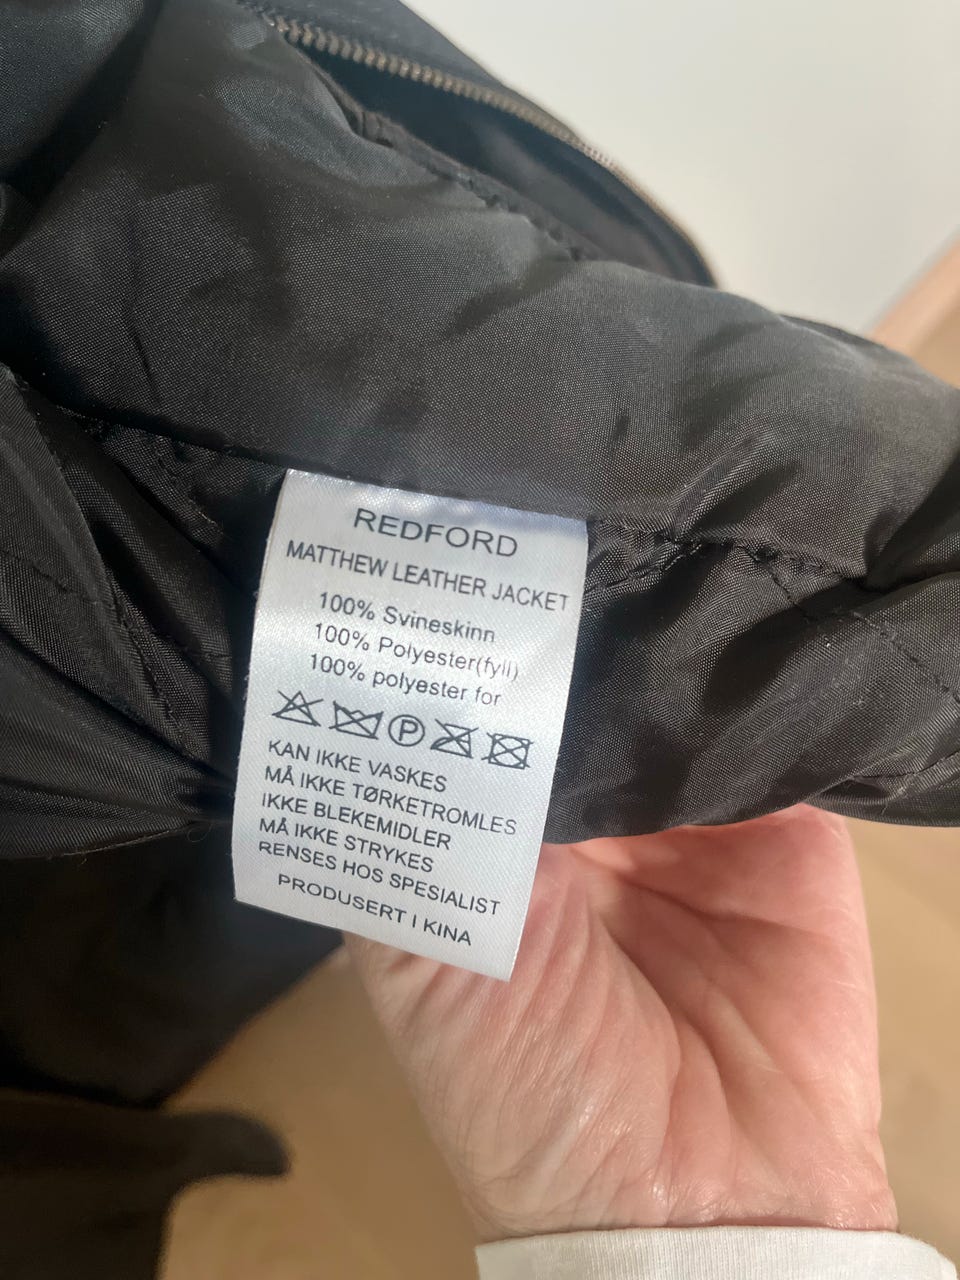 REDFORD
MATTHEW LEATHER JACKET
100% Svineskinn
100% Polyester(fyll)
100% polyester for
P
KAN IKKE VASKES
MÅ IKKE TØRKETROMLES
IKKE BLEKEMIDLER
MÅ IKKE STRYKES
RENSES HOS SPESIALIST
PRODUSERT I KINA